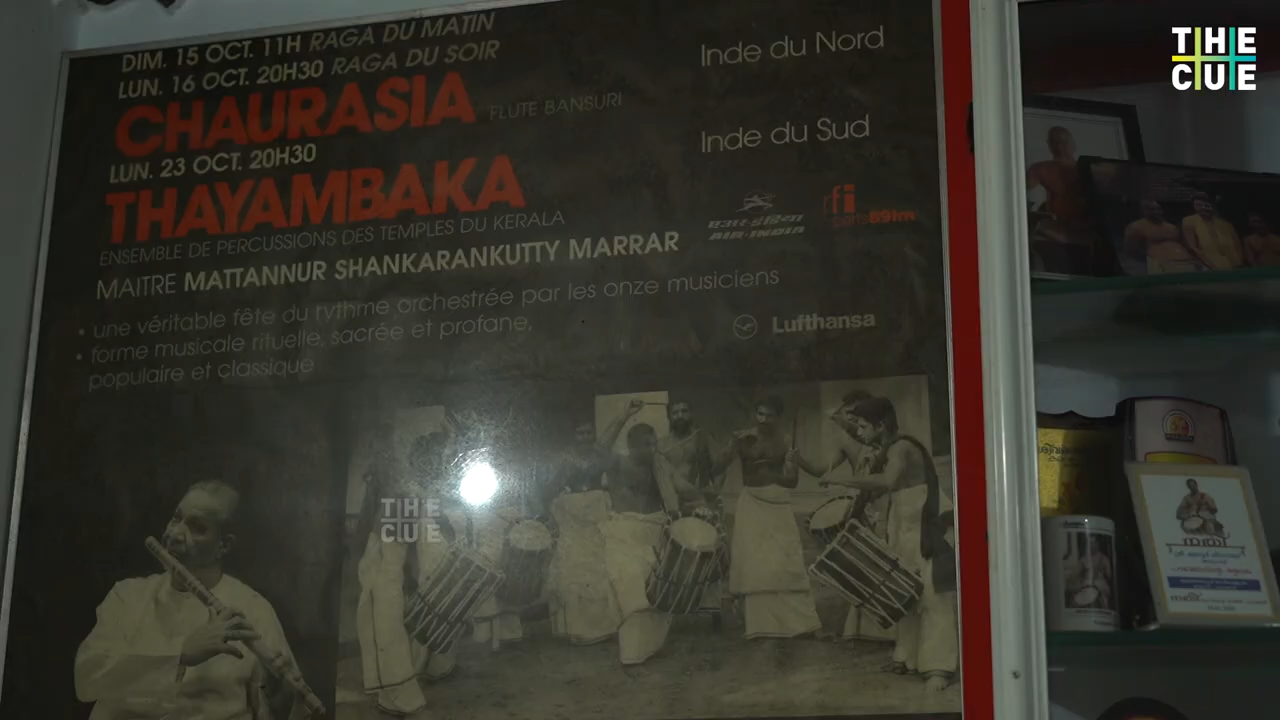 DIM. 15 OCT. 11H RAGA DU MATIN
LUN. 16 OCT. 20H30 RAGA DU SOIR
CHAURASIA FLUTE BANSURI
LUN. 23 OCT. 20H30
THAYAMBAKA
ENSEMBLE DE PERCUSSIONS DES TEMPLES DU KERALA
MAITRE MATTANNUR SHANKARANKUTTY MARRAR
• une véritable fête du rythme orchestrée par les onze musiciens
• forme musicale rituelle, sacrée et profane,
populaire et classique
Inde du Nord
Inde du Sud
एअर-इंडिया
AIR-INDIA
rfi
paris 89fm
Lufthansa
THE
CUE
THE
CUE